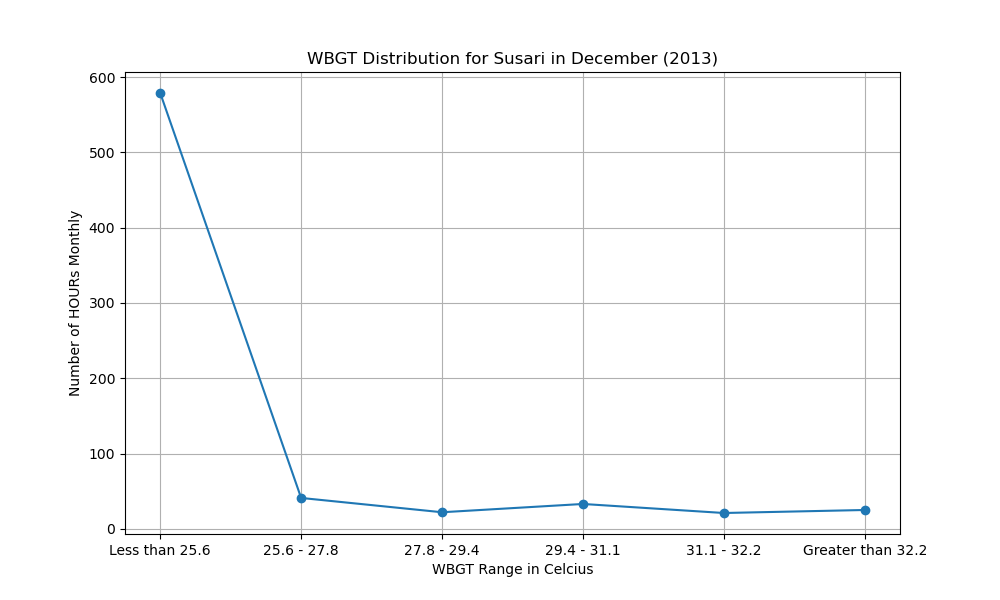 WBGT Distribution for Susari in December (2013)
Number of HOURs Monthly
600
500
400
300
200
100
0
Less than 25.6
25.6 - 27.8
27.8 - 29.4
29.4 - 31.1
31.1 - 32.2
Greater than 32.2
WBGT Range in Celcius